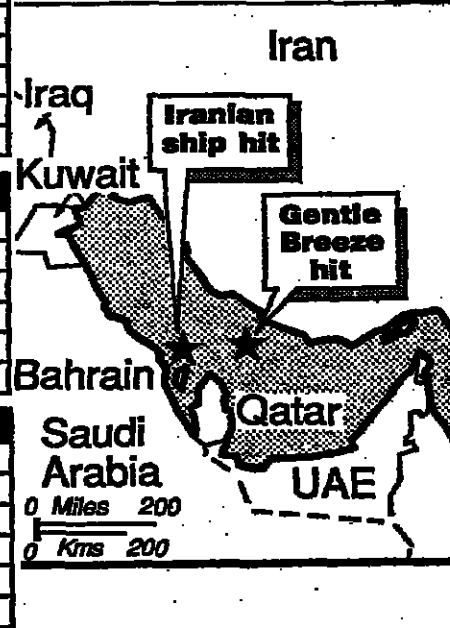 Iran
Iraq
Iranian
ship hit
Kuwait
Gentle
Breeze
hit
Bahrain
Qatar
Saudi
Arabia
UAE
0 Miles 200
0 Kms 200